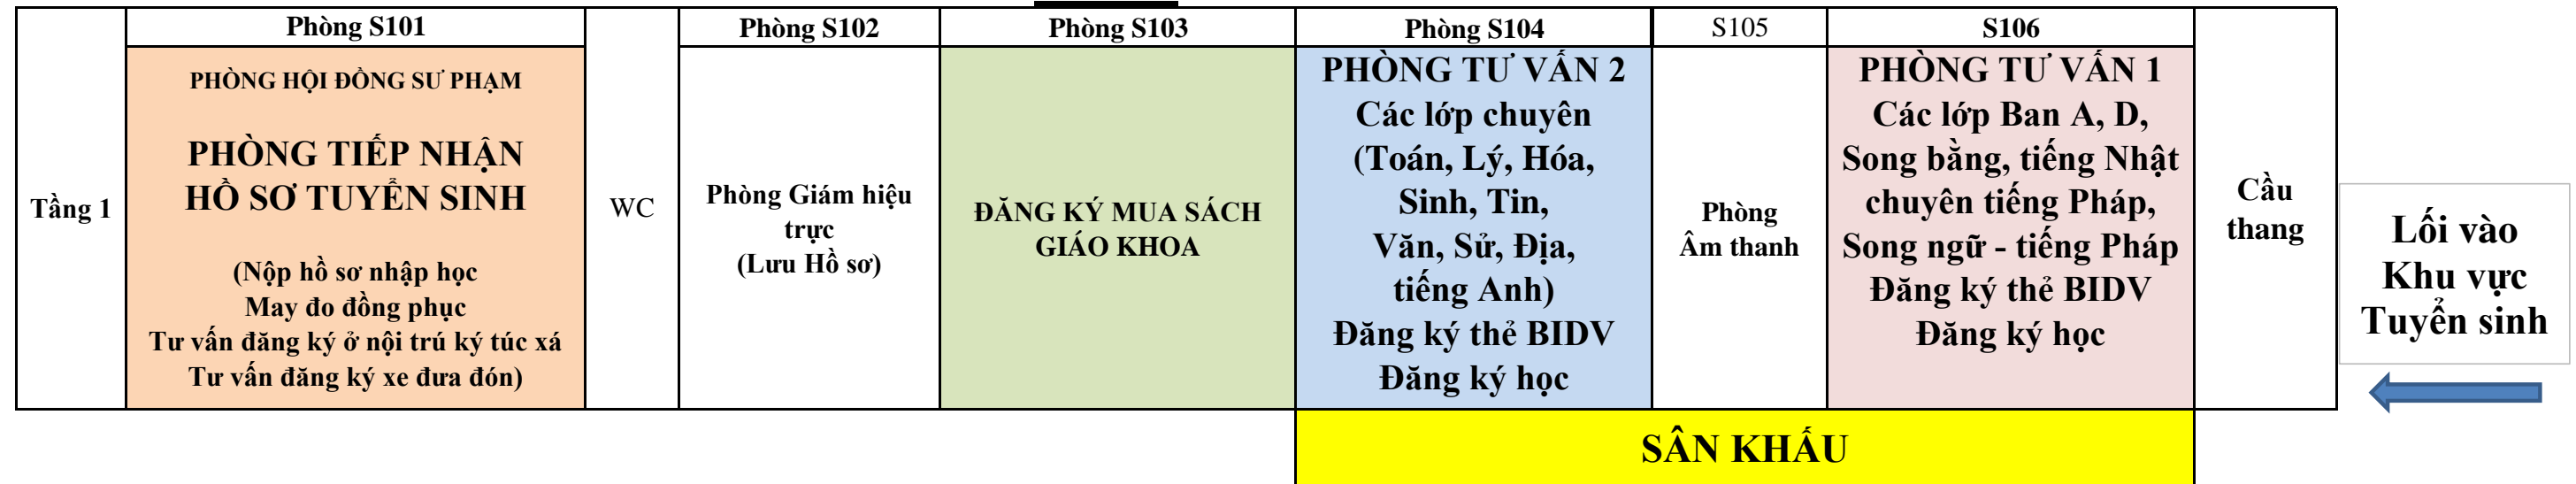 Tầng 1
Phòng S101
PHÒNG HỘI ĐỒNG SƯ PHẠM
PHÒNG TIẾP NHẬN
HỒ SƠ TUYỂN SINH
(Nộp hồ sơ nhập học
May đo đồng phục
Tư vấn đăng ký ở nội trú ký túc xá
Tư vấn đăng ký xe đưa đón)
WC
Phòng S102
Phòng Giám hiệu
trực
(Lưu Hồ sơ)
Phòng S103
ĐĂNG KÝ MUA SÁCH
GIÁO KHOA
Phòng S104
PHÒNG TƯ VẤN 2
Các lớp chuyên
(Toán, Lý, Hóa,
Sinh, Tin,
Văn, Sử, Địa,
tiếng Anh)
Đăng ký thẻ BIDV
Đăng ký học
S105
Phòng
Âm thanh
S106
PHÒNG TƯ VẤN 1
Các lớp Ban A, D,
Song bằng, tiếng Nhật
chuyên tiếng Pháp,
Song ngữ - tiếng Pháp
Đăng ký thẻ BIDV
Đăng ký học
Cầu
thang
Lối vào
Khu vực
Tuyển sinh
SÂN KHẤU